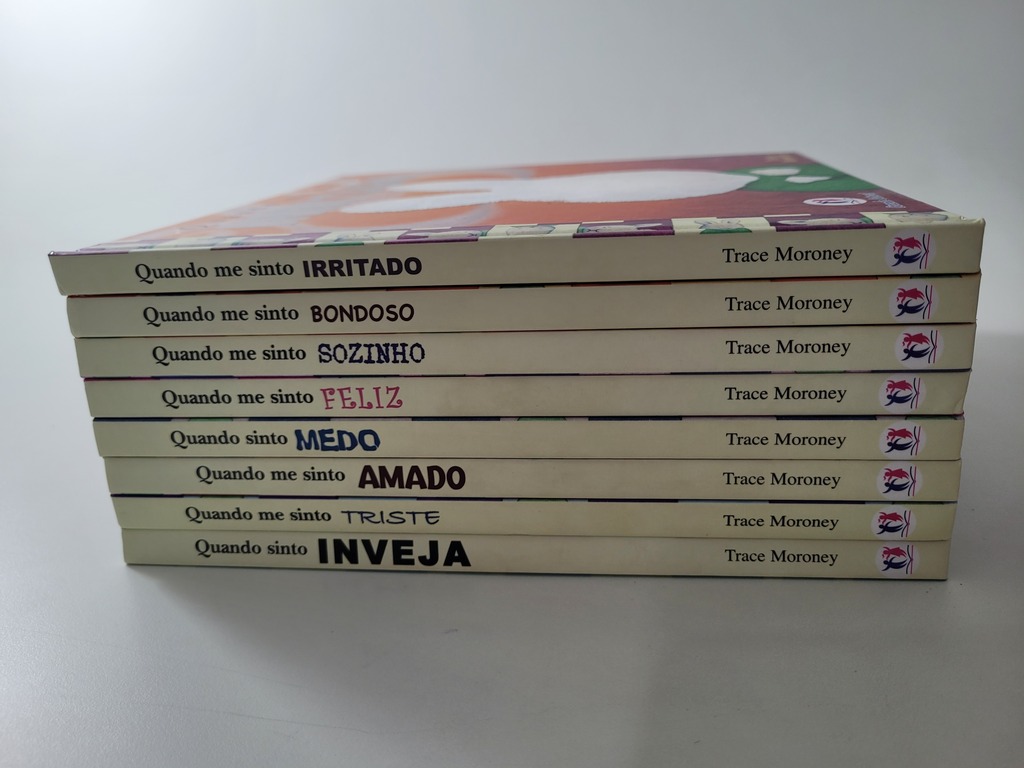 Quando me sinto IRRITADO Trace Moroney
Quando me sinto BONDOSO Trace Moroney
Quando me sinto SOZINHO Trace Moroney
Quando me sinto FELIZ Trace Moroney
Quando sinto MEDO Trace Moroney
Quando me sinto AMADO Trace Moroney
Quando me sinto TRISTE Trace Moroney
Quando sinto INVEJA Trace Moroney